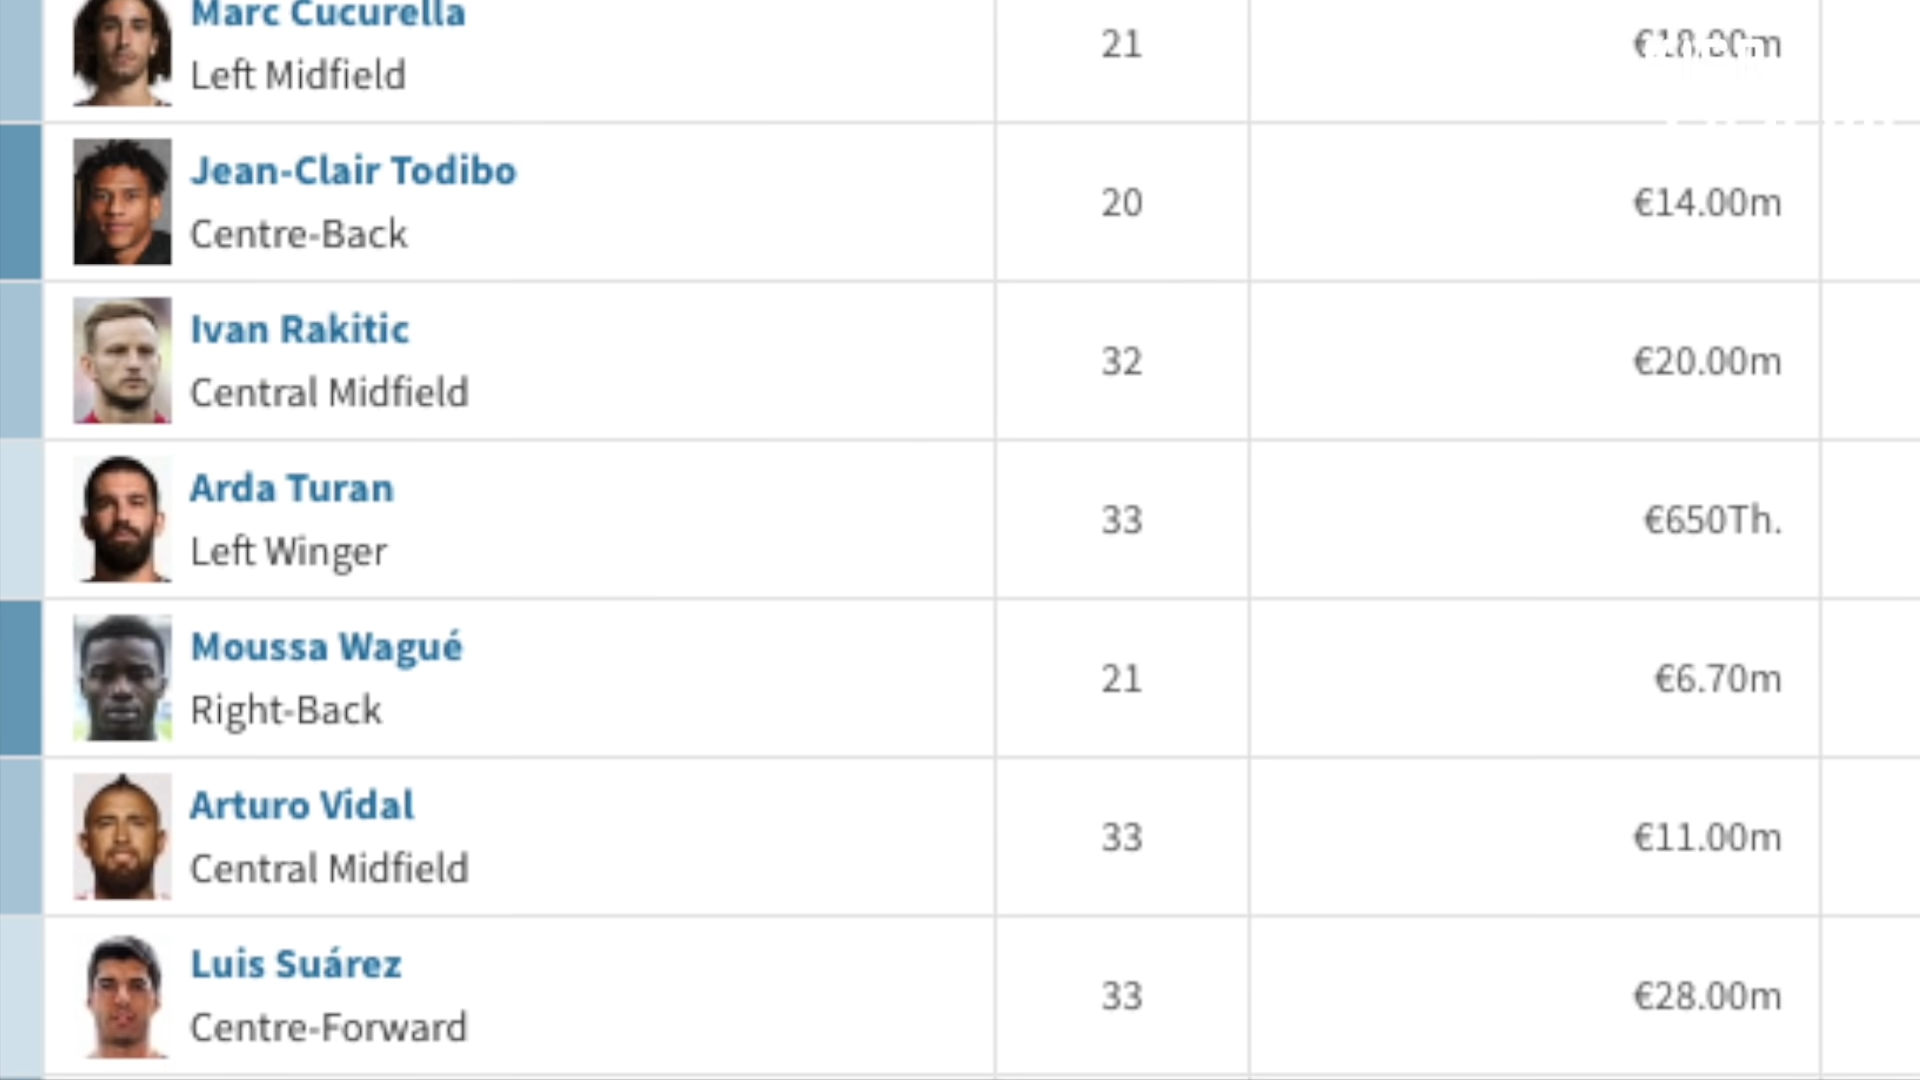 Marc Cucurella
Left Midfield
21
€18.00m
Jean-Clair Todibo
Centre-Back
20
€14.00m
Ivan Rakitic
Central Midfield
32
€20.00m
Arda Turan
Left Winger
33
€650Th.
Moussa Wagué
Right-Back
21
€6.70m
Arturo Vidal
Central Midfield
33
€11.00m
Luis Suárez
Centre-Forward
33
€28.00m